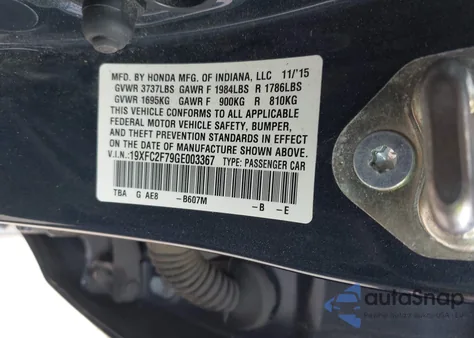 MFD. BY HONDA MFG. OF INDIANA, LLC 11/'15
GVWR 3737LBS GAWR F 1984LBS R 1786LBS
GVWR 1695KG GAWR F 900KG R 810KG
THIS VEHICLE CONFORMS TO ALL APPLICABLE
FEDERAL MOTOR VEHICLE SAFETY, BUMPER,
AND THEFT PREVENTION STANDARDS IN EFFECT
ON THE DATE OF MANUFACTURE SHOWN ABOVE.
V.I.N.: 19XFC2F79GE003367 TYPE: PASSENGER CAR
TBA G AE8 -B607M -B -E
autoSnap